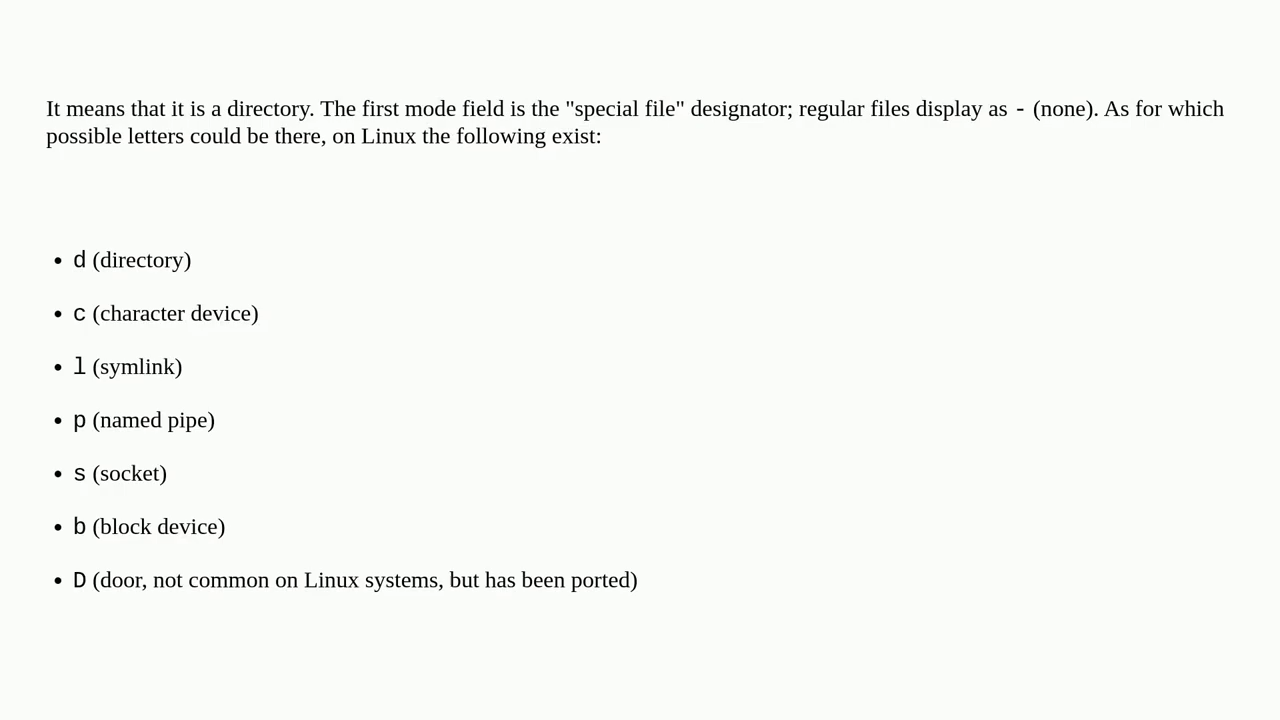 It means that it is a directory. The first mode field is the "special file" designator; regular files display as - (none). As for which
possible letters could be there, on Linux the following exist:
• d (directory)
• c (character device)
• l (symlink)
• p (named pipe)
• s (socket)
• b (block device)
• D (door, not common on Linux systems, but has been ported)